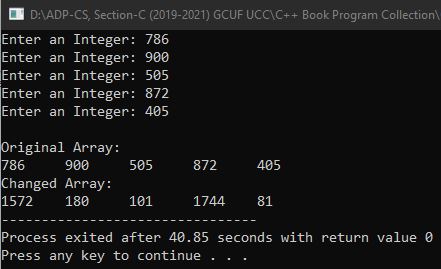 D:\ADP-CS, Section-C (2019-2021) GCUF UCC\C++ Book Program Collection\
Enter an Integer: 786
Enter an Integer: 900
Enter an Integer: 505
Enter an Integer: 872
Enter an Integer: 405
Original Array:
786 900 505 872 405
Changed Array:
1572 180 101 1744 81
--------------------------------
Process exited after 40.85 seconds with return value 0
Press any key to continue . . .